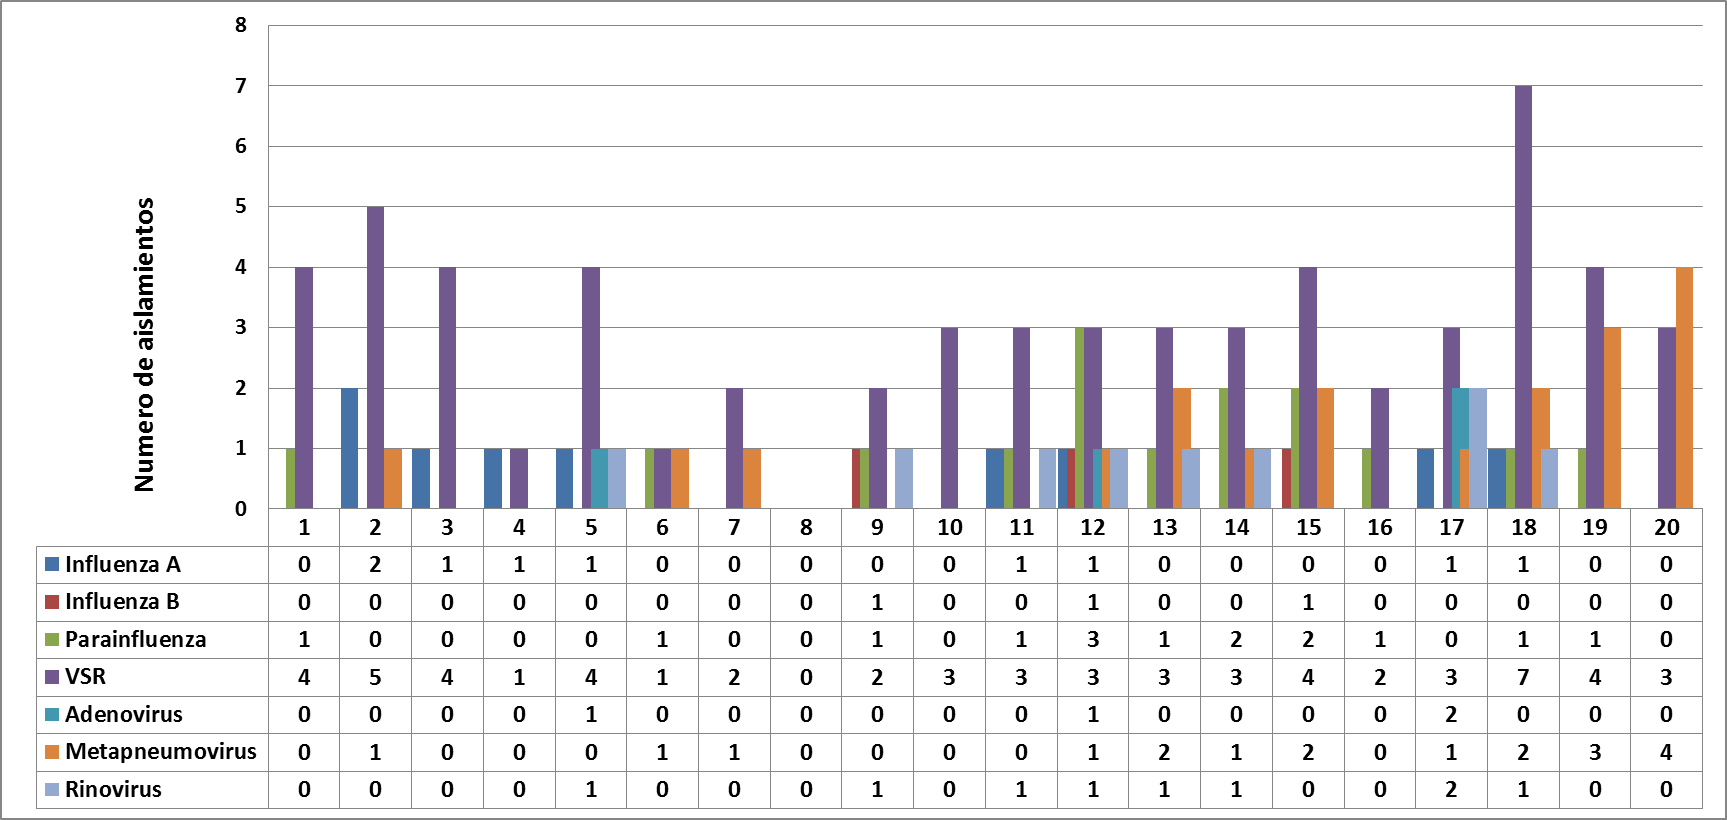 8
7
6
5
4
3
2
1
0
Numero de aislamientos
1 2 3 4 5 6 7 8 9 10 11 12 13 14 15 16 17 18 19 20
Influenza A 0 2 1 1 1 0 0 0 0 0 1 1 0 0 0 0 1 1 0 0
Influenza B 0 0 0 0 0 0 0 0 1 0 0 1 0 0 1 0 0 0 0 0
Parainfluenza 1 0 0 0 0 1 0 0 1 0 1 3 1 2 2 1 0 1 1 0
VSR 4 5 4 1 4 1 2 0 2 3 3 3 3 3 4 2 3 7 4 3
Adenovirus 0 0 0 0 1 0 0 0 0 0 0 1 0 0 0 0 2 0 0 0
Metapneumovirus 0 1 0 0 0 1 1 0 0 0 0 1 2 1 2 0 1 2 3 4
Rinovirus 0 0 0 0 1 0 0 0 1 0 1 1 1 1 0 0 2 1 0 0